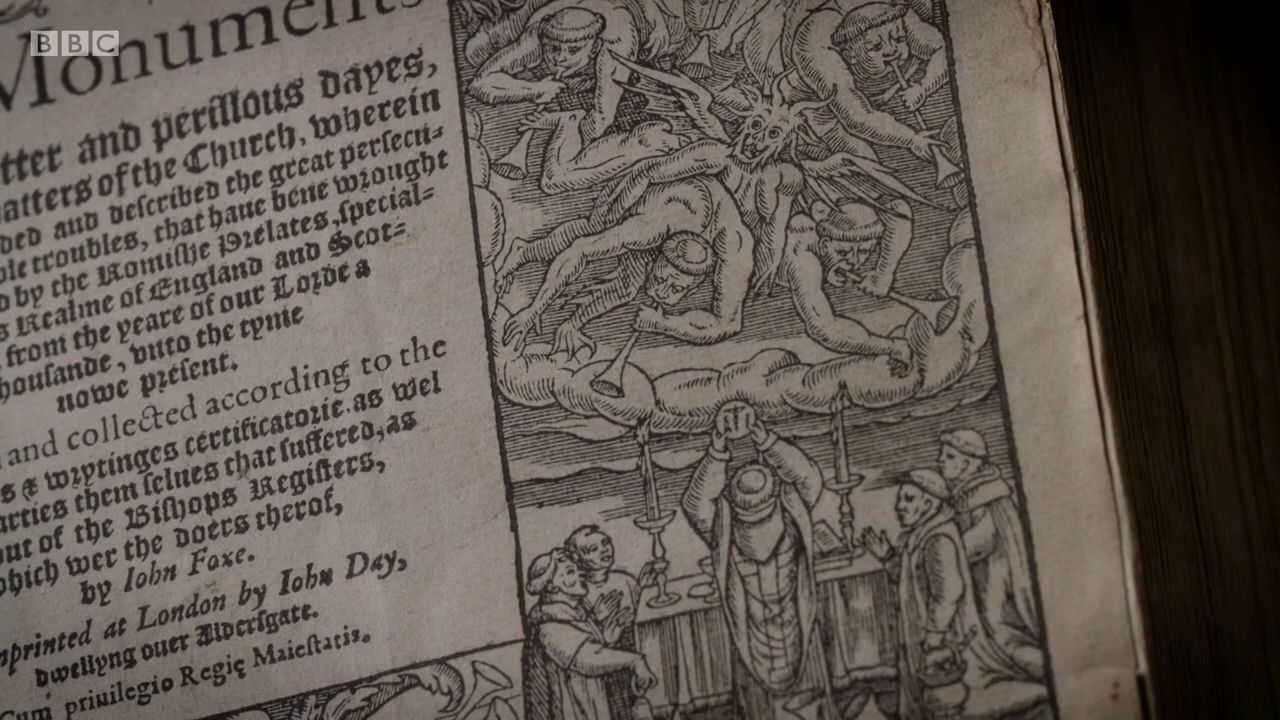 BBC
Monuments
tter and perillous dayes,
atters of the Church, wherein
ded and described the great persecu=
ble troubles, that haue bene wrought
d by the Romishe Prelates, special=
s Realme of England and Scot=
, from the yeare of our Lorde a
housande, vnto the tyme
nowe present.
and collected according to the
s & wrytinges certificatorie, as wel
arties them selues that suffered, as
out of the Bishops Registers,
which wer the doers therof,
by Iohn Foxe.
mprinted at London by Iohn Day,
dwellyng ouer Aldersgate.
Cum priuilegio Regię Maiestatis.